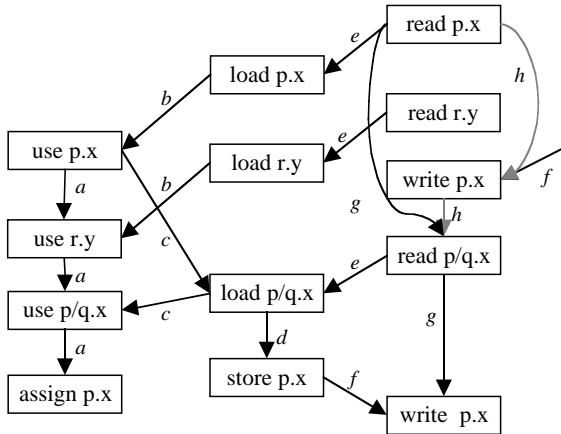 read p.x
e
load p.x
h
b
read r.y
e
use p.x
load r.y
write p.x
f
a
b
g
h
use r.y
c
read p/q.x
a
e
load p/q.x
use p/q.x
c
g
a
d
store p.x
f
assign p.x
write p.x